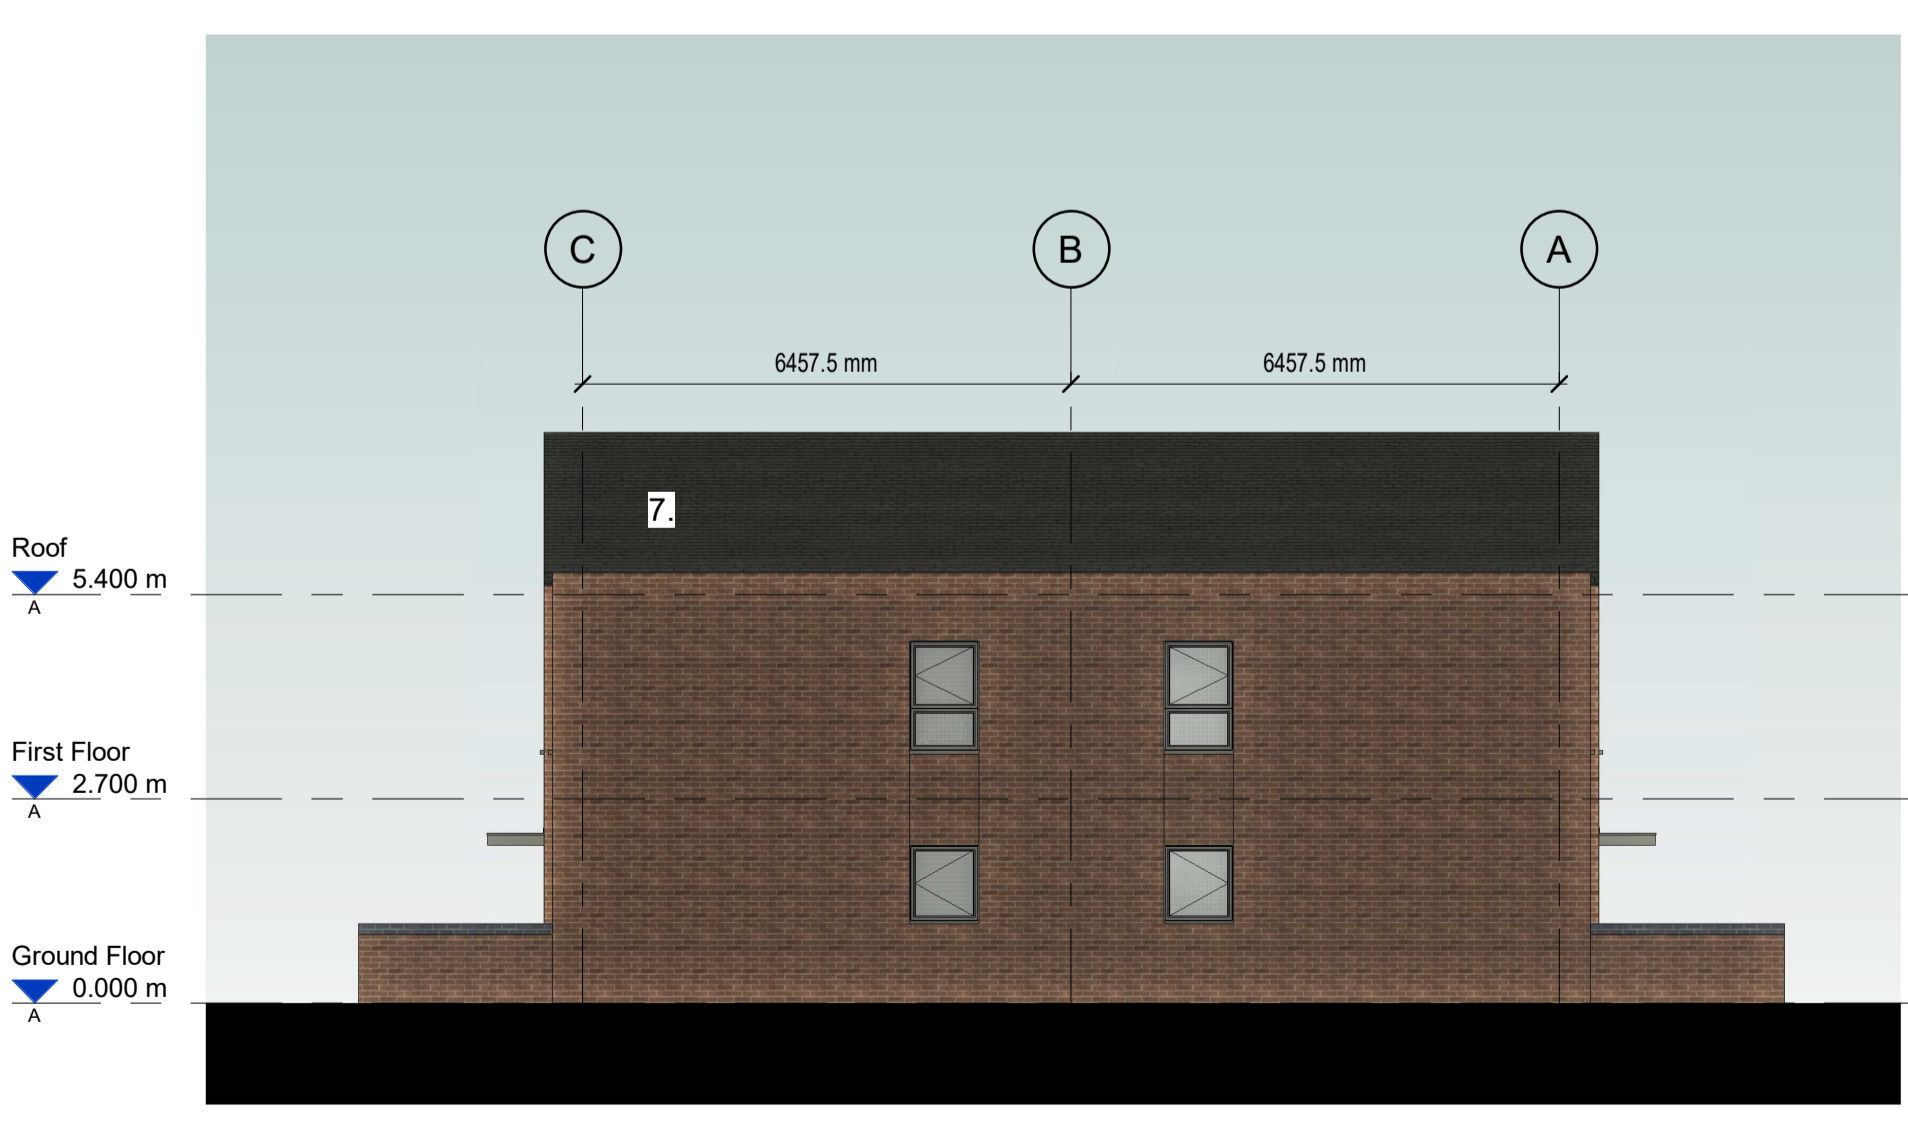 C
B
A
6457.5 mm
6457.5 mm
7.
Roof
5.400 m
A
First Floor
2.700 m
A
Ground Floor
0.000 m
A